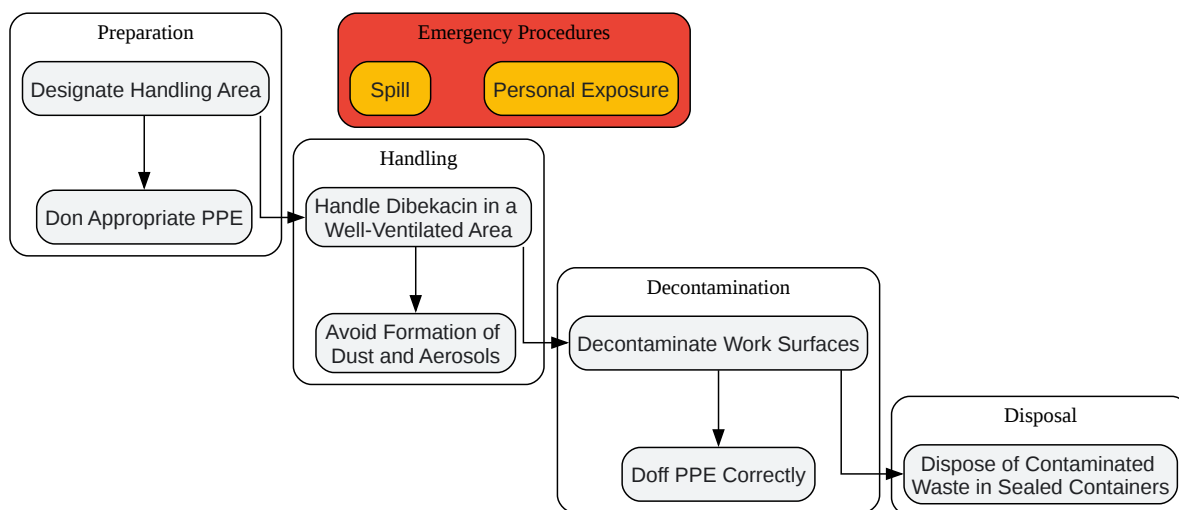 Preparation
Designate Handling Area
Don Appropriate PPE
Emergency Procedures
Spill
Personal Exposure
Handling
Handle Dibekacin in a
Well-Ventilated Area
Avoid Formation of
Dust and Aerosols
Decontamination
Decontaminate Work Surfaces
Doff PPE Correctly
Disposal
Dispose of Contaminated
Waste in Sealed Containers